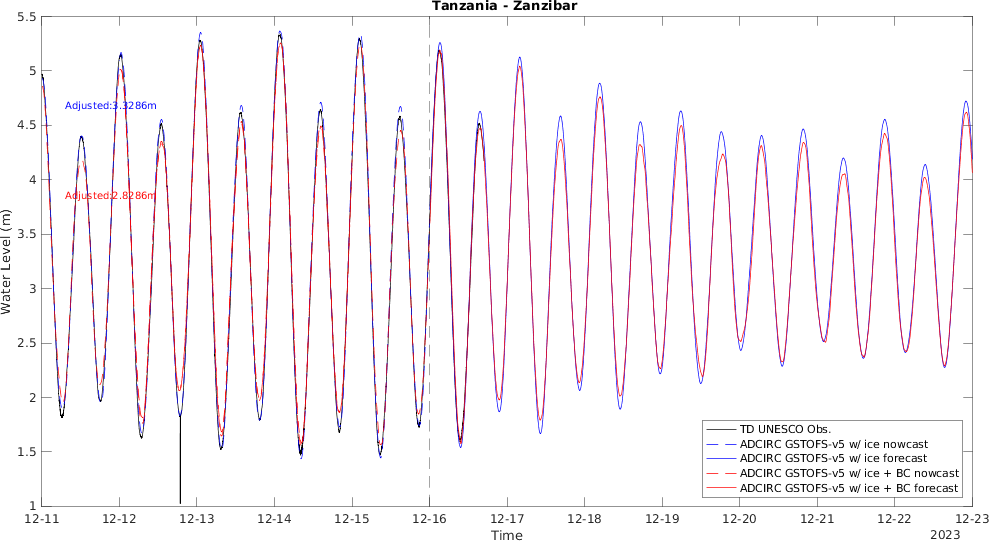 Tanzania - Zanzibar
5.5
5
4.5
4
3.5
3
2.5
2
1.5
1
Water Level (m)
Adjusted:3.3286m
Adjusted:2.8286m
TD UNESCO Obs.
ADCIRC GSTOFS-v5 w/ ice nowcast
ADCIRC GSTOFS-v5 w/ ice forecast
ADCIRC GSTOFS-v5 w/ ice + BC nowcast
ADCIRC GSTOFS-v5 w/ ice + BC forecast
12-11 12-12 12-13 12-14 12-15 12-16 12-17 12-18 12-19 12-20 12-21 12-22 12-23
Time
2023